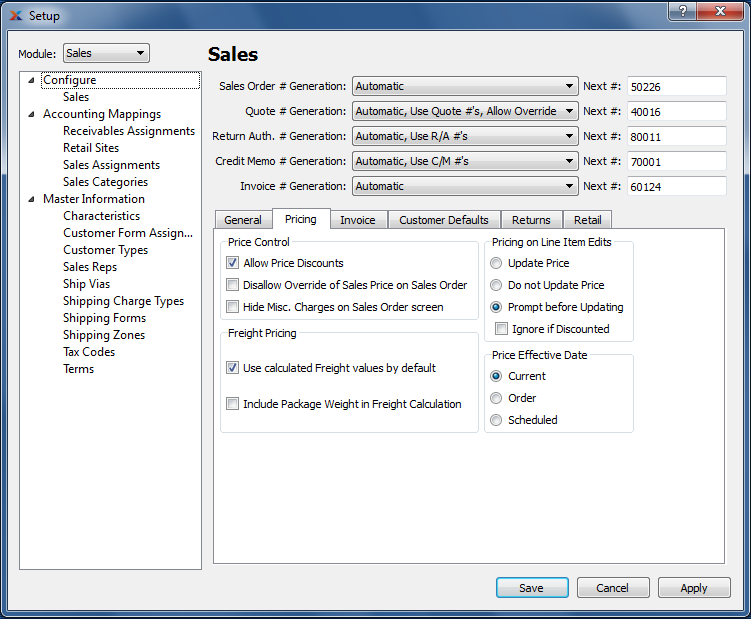 Setup
?
Module: Sales
Configure
Sales
Accounting Mappings
Receivables Assignments
Retail Sites
Sales Assignments
Sales Categories
Master Information
Characteristics
Customer Form Assign...
Customer Types
Sales Reps
Ship Vias
Shipping Charge Types
Shipping Forms
Shipping Zones
Tax Codes
Terms
Sales
Sales Order # Generation: Automatic Next #: 50226
Quote # Generation: Automatic, Use Quote #'s, Allow Override Next #: 40016
Return Auth. # Generation: Automatic, Use R/A #'s Next #: 80011
Credit Memo # Generation: Automatic, Use C/M #'s Next #: 70001
Invoice # Generation: Automatic Next #: 60124
General Pricing Invoice Customer Defaults Returns Retail
Price Control
Allow Price Discounts
Disallow Override of Sales Price on Sales Order
Hide Misc. Charges on Sales Order screen
Freight Pricing
Use calculated Freight values by default
Include Package Weight in Freight Calculation
Pricing on Line Item Edits
Update Price
Do not Update Price
Prompt before Updating
Ignore if Discounted
Price Effective Date
Current
Order
Scheduled
Save Cancel Apply